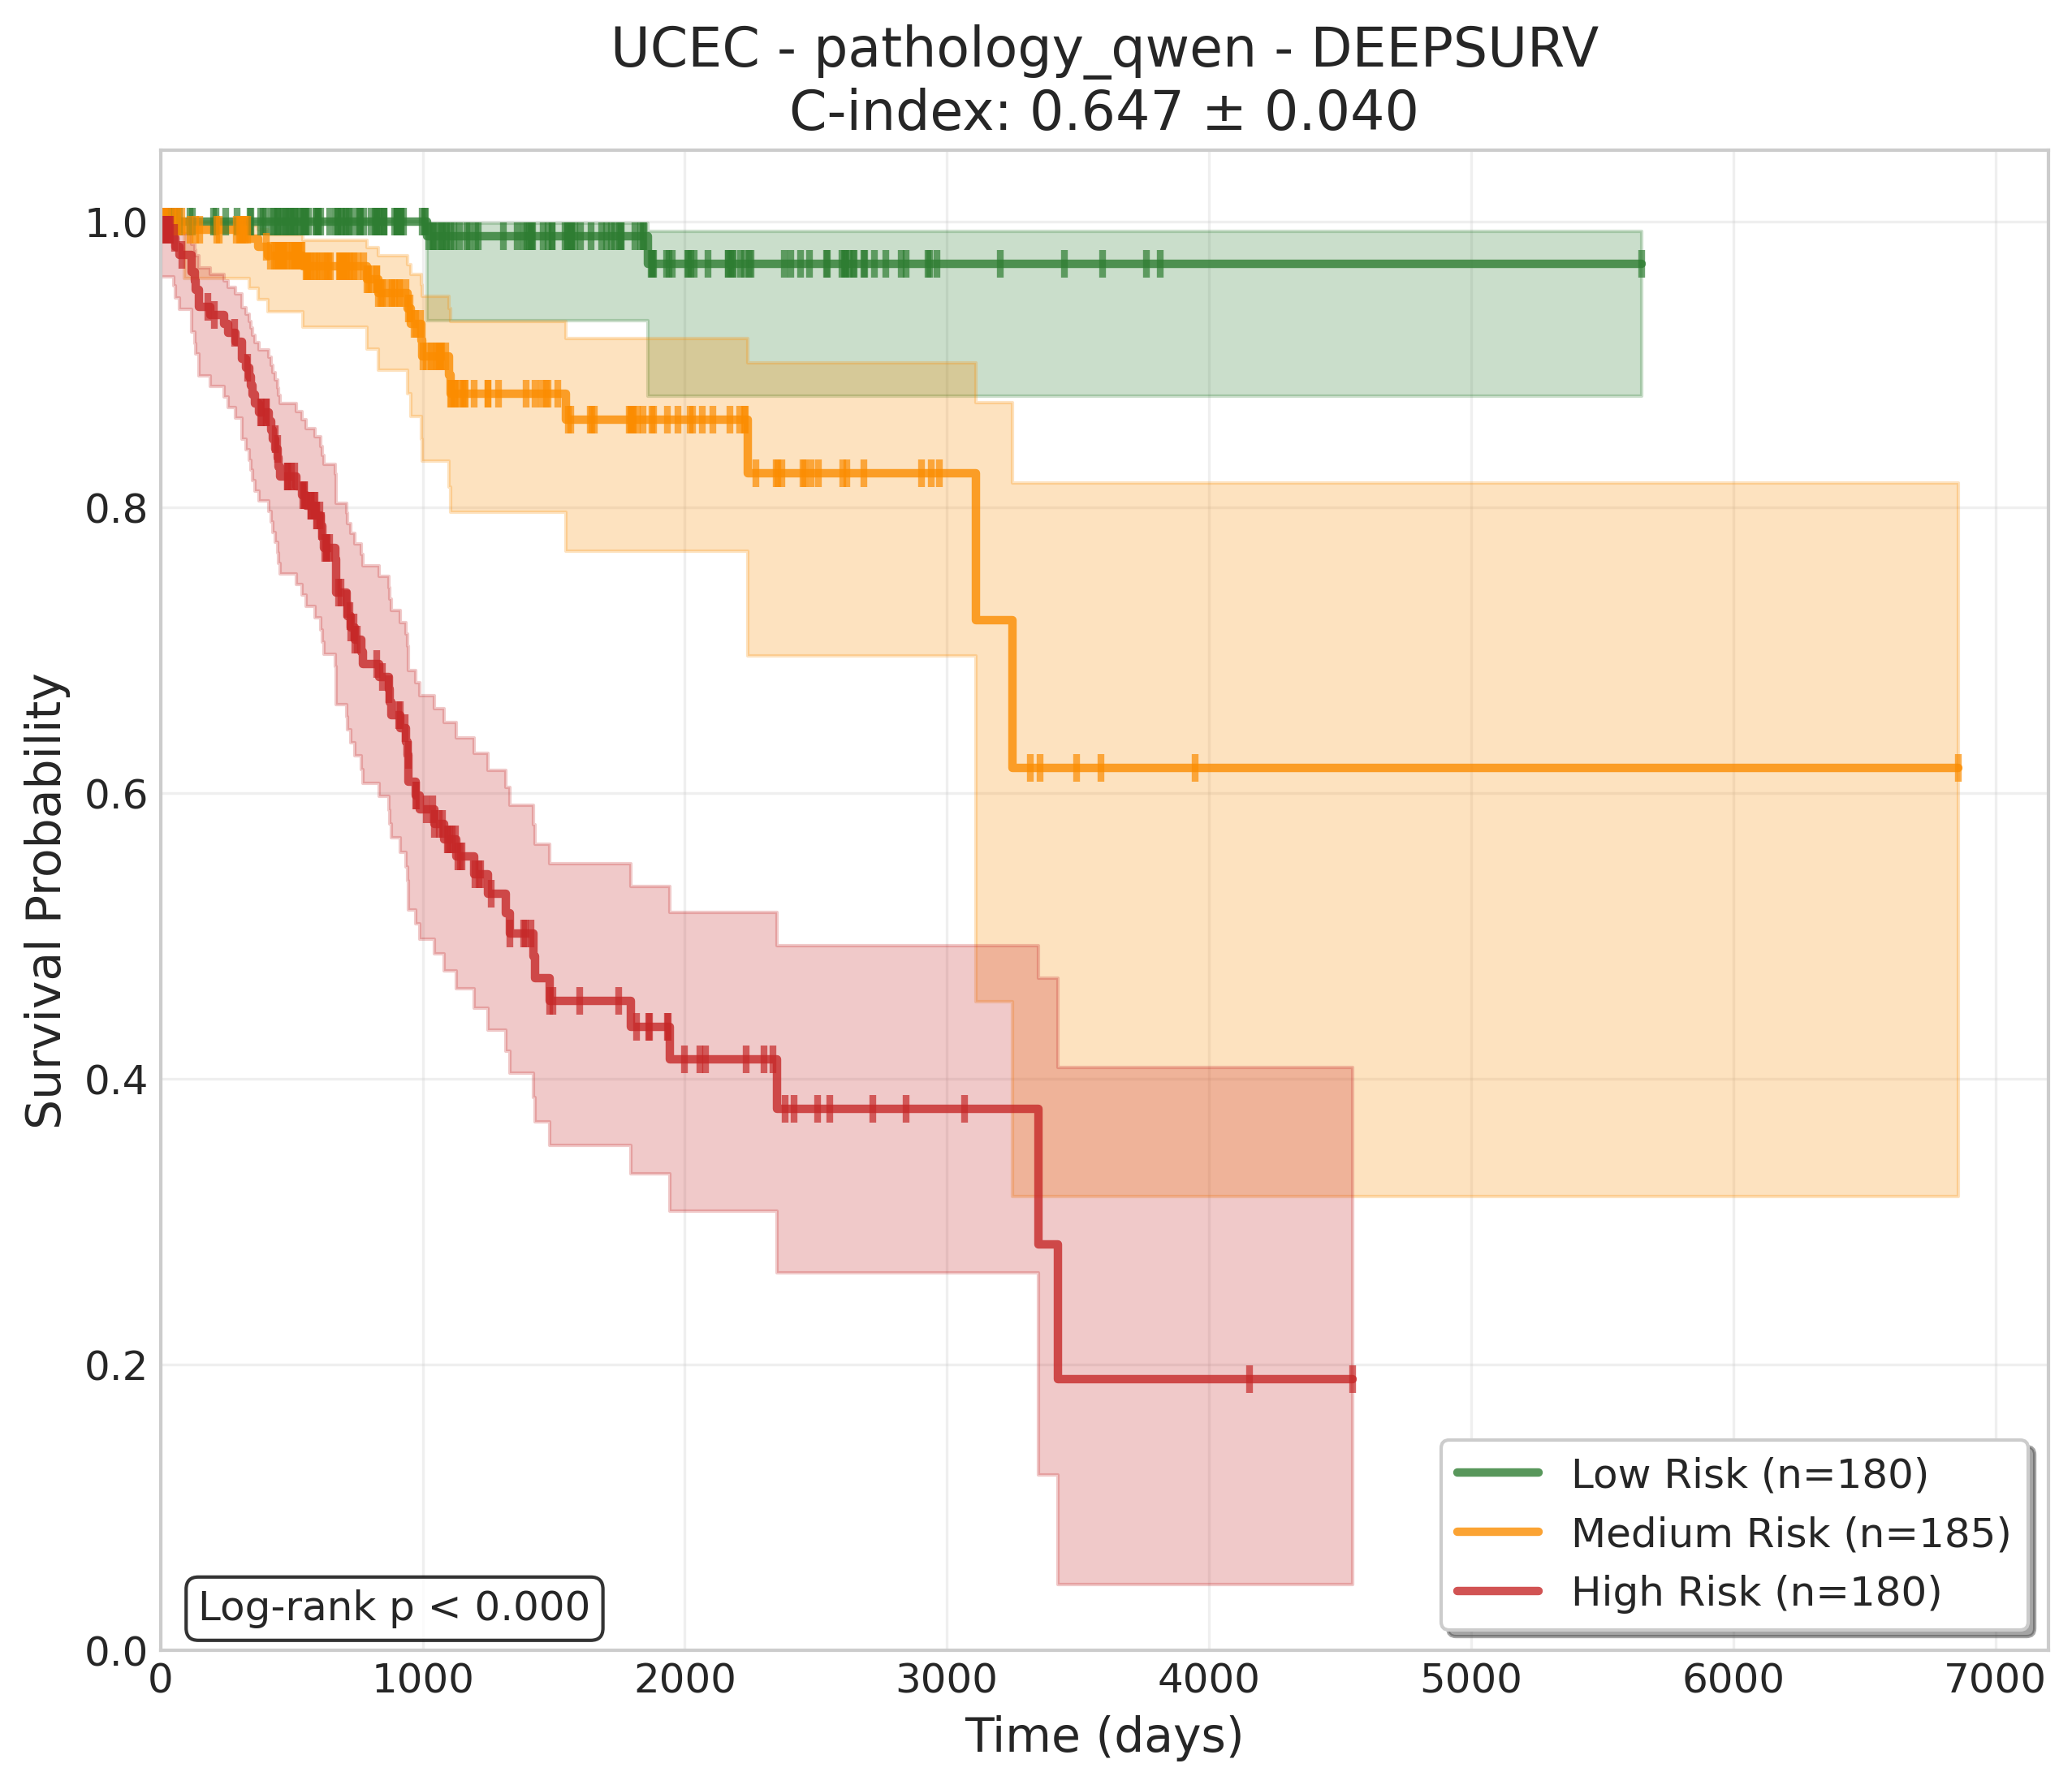 UCEC - pathology_qwen - DEEPSURV
C-index: 0.647 ± 0.040
Survival Probability
1.0
0.8
0.6
0.4
0.2
0.0
0 1000 2000 3000 4000 5000 6000 7000
Time (days)
Log-rank p < 0.000
Low Risk (n=180)
Medium Risk (n=185)
High Risk (n=180)